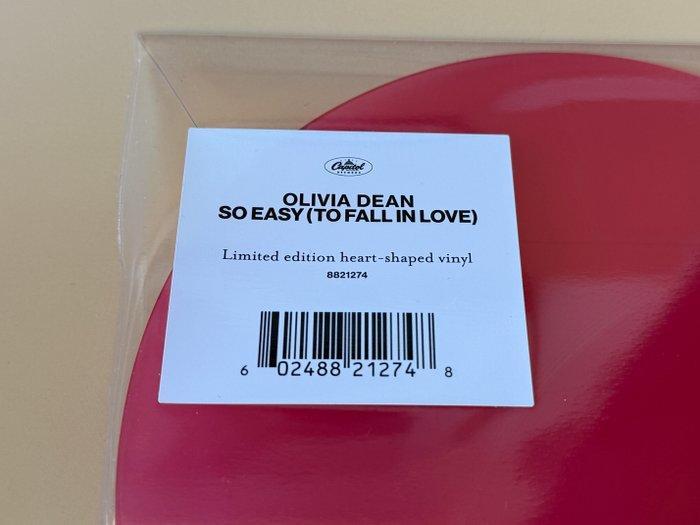 Capitol
RECORDS
OLIVIA DEAN
SO EASY (TO FALL IN LOVE)
Limited edition heart-shaped vinyl
8821274
6 02488 21274 8